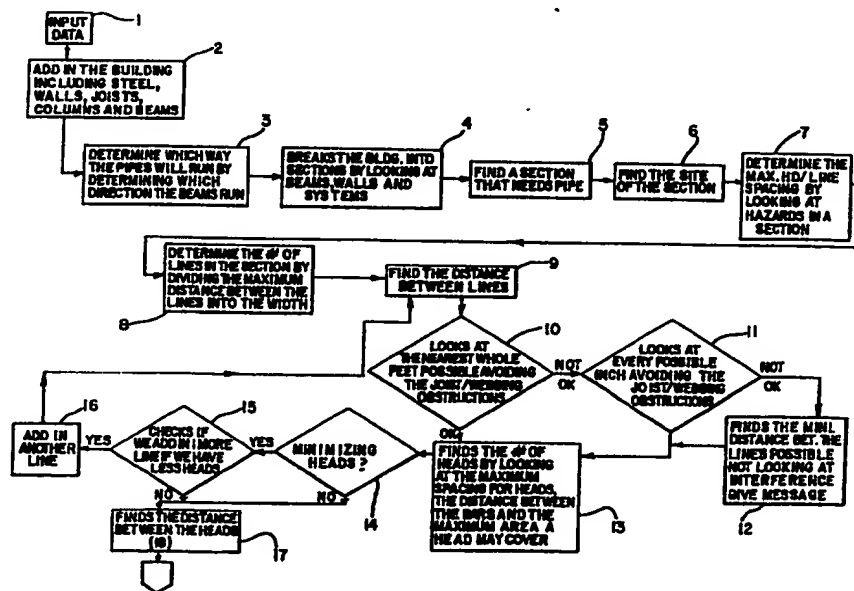 1
INPUT
DATA
2
ADD IN THE BUILDING
INCLUDING STEEL,
WALLS, JOISTS,
COLUMNS AND BEAMS
3
DETERMINE WHICH WAY
THE PIPES WILL RUN BY
DETERMINING WHICH
DIRECTION THE BEAMS RUN
4
BREAKS THE BLDG. INTO
SECTIONS BY LOOKING AT
BEAMS, WALLS AND
SYSTEMS
5
FIND A SECTION
THAT NEEDS PIPE
6
FIND THE SITE
OF THE SECTION
7
DETERMINE THE
MAX. HD/LINE
SPACING BY
LOOKING AT
HAZARDS IN A
SECTION
DETERMINE THE # OF
LINES IN THE SECTION BY
DIVIDING THE MAXIMUM
DISTANCE BETWEEN THE
LINES INTO THE WIDTH
8
9
FIND THE DISTANCE
BETWEEN LINES
10
LOOKS AT
THE NEAREST WHOLE
FEET POSSIBLE AVOIDING
THE JOIST/WEBBING
OBSTRUCTIONS
NOT
OK
OK
11
LOOKS AT
EVERY POSSIBLE
INCH AVOIDING THE
JOIST/WEBBING
OBSTRUCTIONS
NOT
OK
FINDS THE MINI.
DISTANCE BET. THE
LINES POSSIBLE
NOT LOOKING AT
INTERFERENCE
GIVE MESSAGE
12
FINDS THE # OF
HEADS BY LOOKING
AT THE MAXIMUM
SPACING FOR HEADS,
THE DISTANCE BETWEEN
THE BARS AND THE
MAXIMUM AREA A
HEAD MAY COVER
13
MINIMIZING
HEADS?
14
YES
NO
15
CHECKS IF
WE ADD IN 1 MORE
LINE IF WE HAVE
LESS HEADS
YES
NO
16
ADD IN
ANOTHER
LINE
FINDS THE DISTANCE
BETWEEN THE HEADS
17